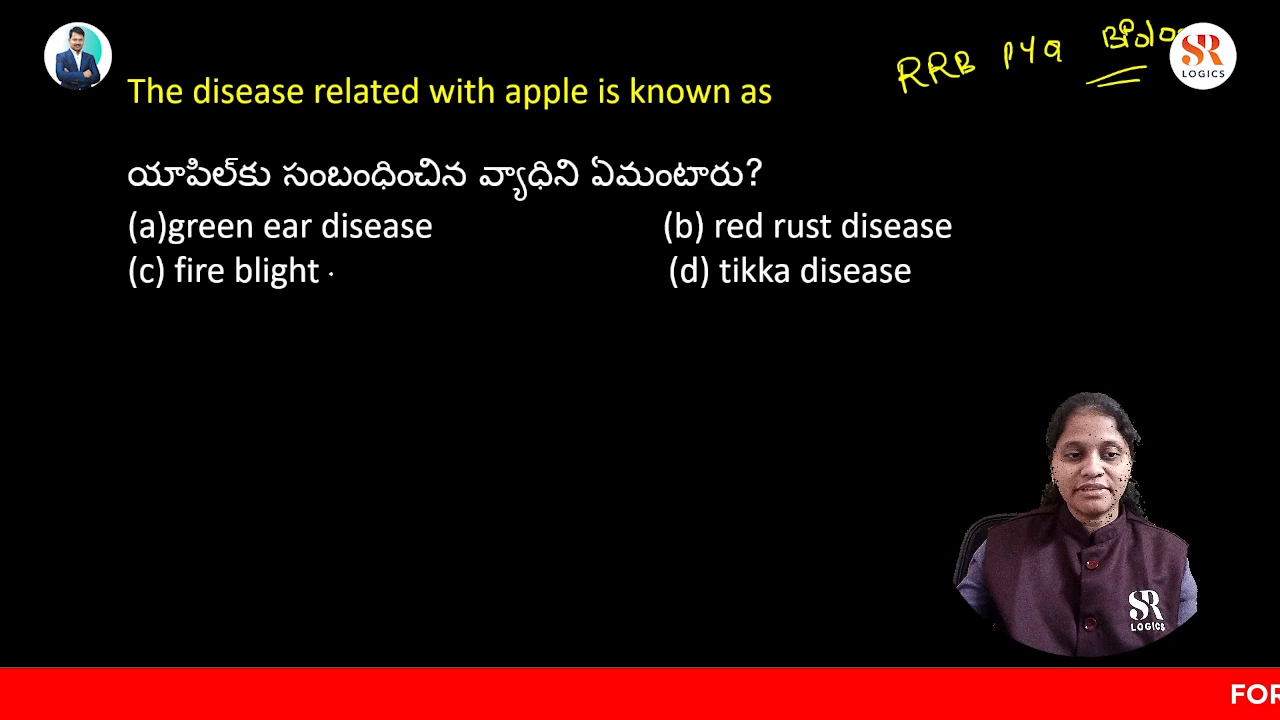 RRB PYQ
SR
LOGICS
The disease related with apple is known as
యాపిల్‌కు సంబంధించిన వ్యాధిని ఏమంటారు?
(a)green ear disease (b) red rust disease
(c) fire blight (d) tikka disease
SR
LOGICS
FOR